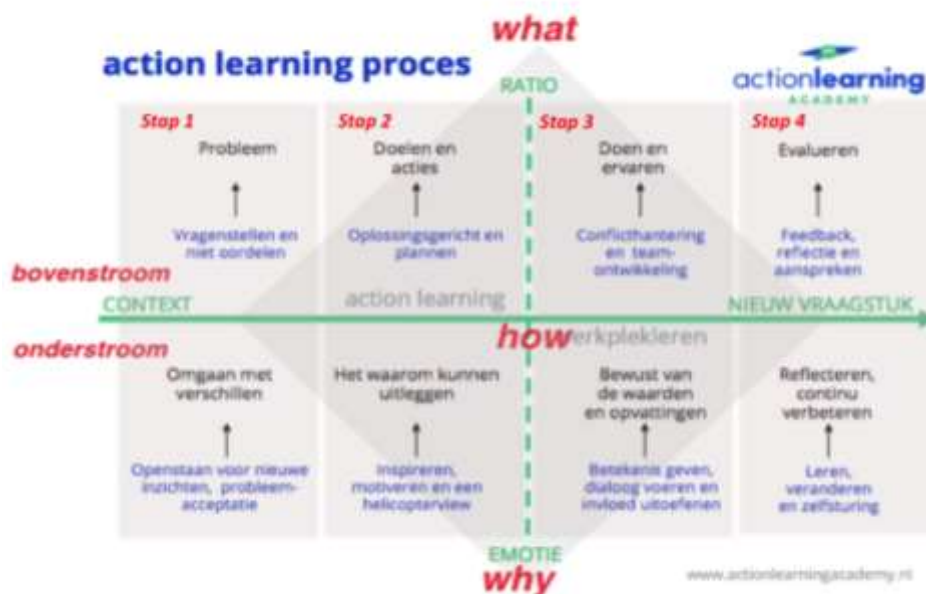 what
action learning proces
RATIO
actionlearning
ACADEMY
Stap 1
Stap 2
Stap 3
Stap 4
Probleem
Doelen en
acties
Doen en
ervaren
Evalueren
Vragenstellen en
niet oordelen
Oplossingsgericht en
plannen
Conflicthantering
en team-
ontwikkeling
Feedback,
reflectie en
aanspreken
bovenstroom
CONTEXT
action learning
NIEUW VRAAGSTUK
onderstroom
how
werkplekleren
Omgaan met
verschillen
Het waarom kunnen
uitleggen
Bewust van
de waarden
en opvattingen
Reflecteren,
continu
verbeteren
Openstaan voor nieuwe
inzichten, probleem-
acceptatie
Inspireren,
motiveren en een
helicopterview
Betekenis geven,
dialoog voeren en
invloed uitoefenen
Leren,
veranderen
en zelfsturing
EMOTIE
why
www.actionlearningacademy.nl